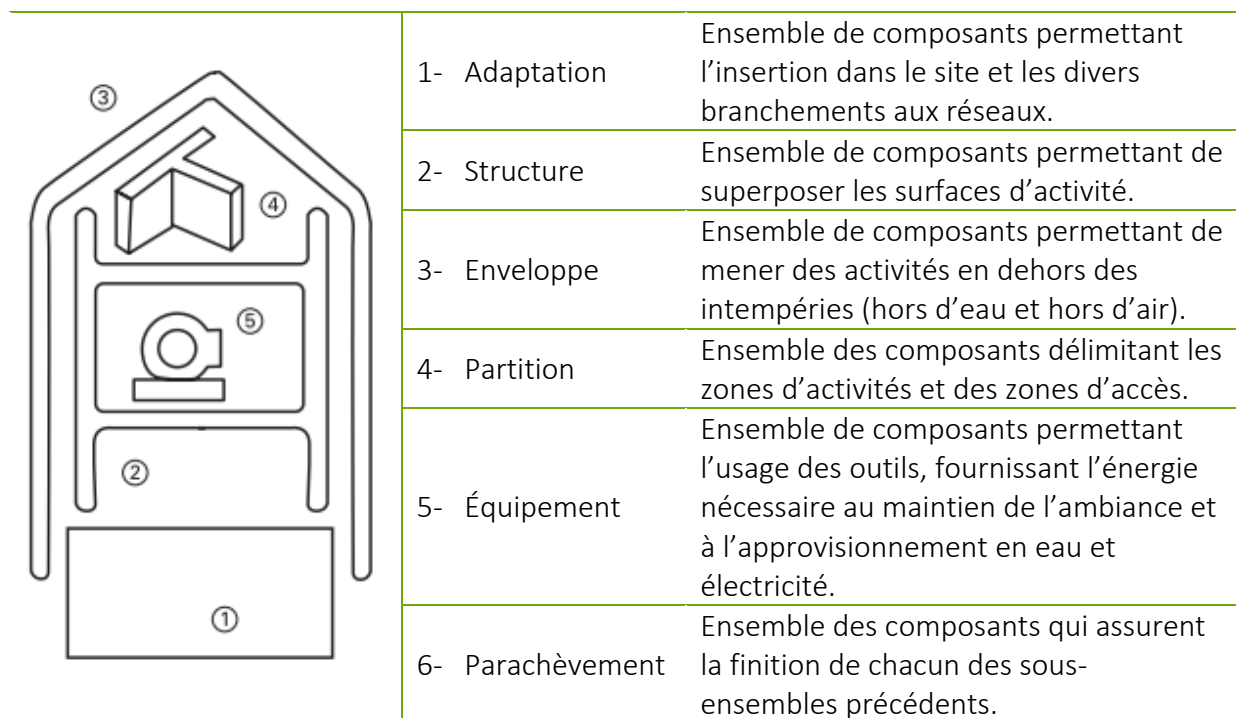 ③
④
⑤
②
①
1- Adaptation
Ensemble de composants permettant
l’insertion dans le site et les divers
branchements aux réseaux.
2- Structure
Ensemble de composants permettant de
superposer les surfaces d’activité.
3- Enveloppe
Ensemble de composants permettant de
mener des activités en dehors des
intempéries (hors d’eau et hors d’air).
4- Partition
Ensemble des composants délimitant les
zones d’activités et des zones d’accès.
5- Équipement
Ensemble de composants permettant
l’usage des outils, fournissant l’énergie
nécessaire au maintien de l’ambiance et
à l’approvisionnement en eau et
électricité.
6- Parachèvement
Ensemble des composants qui assurent
la finition de chacun des sous-
ensembles précédents.